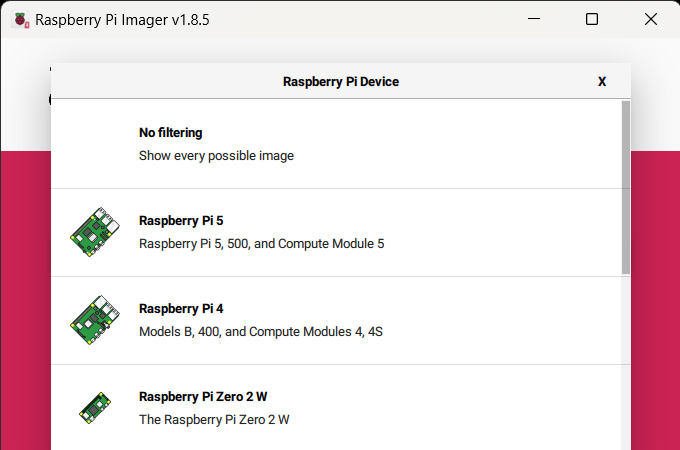 Raspberry Pi Imager v1.8.5
Raspberry Pi Device
X
No filtering
Show every possible image
Raspberry Pi 5
Raspberry Pi 5, 500, and Compute Module 5
Raspberry Pi 4
Models B, 400, and Compute Modules 4, 4S
Raspberry Pi Zero 2 W
The Raspberry Pi Zero 2 W